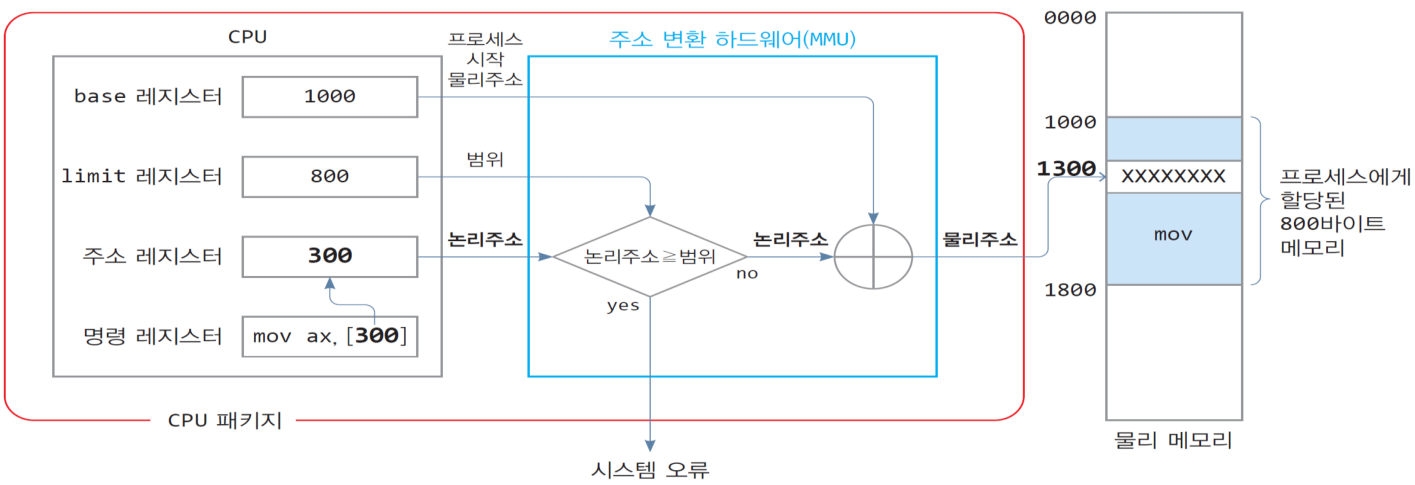 CPU
주소 변환 하드웨어(MMU)
프로세스
시작
물리주소
base 레지스터
1000
limit 레지스터
800
범위
주소 레지스터
300
논리주소
논리주소≧범위
no
yes
논리주소
물리주소
명령 레지스터
mov ax, [300]
CPU 패키지
시스템 오류
0000
1000
1300
XXXXXXXX
mov
1800
프로세스에게
할당된
800바이트
메모리
물리 메모리